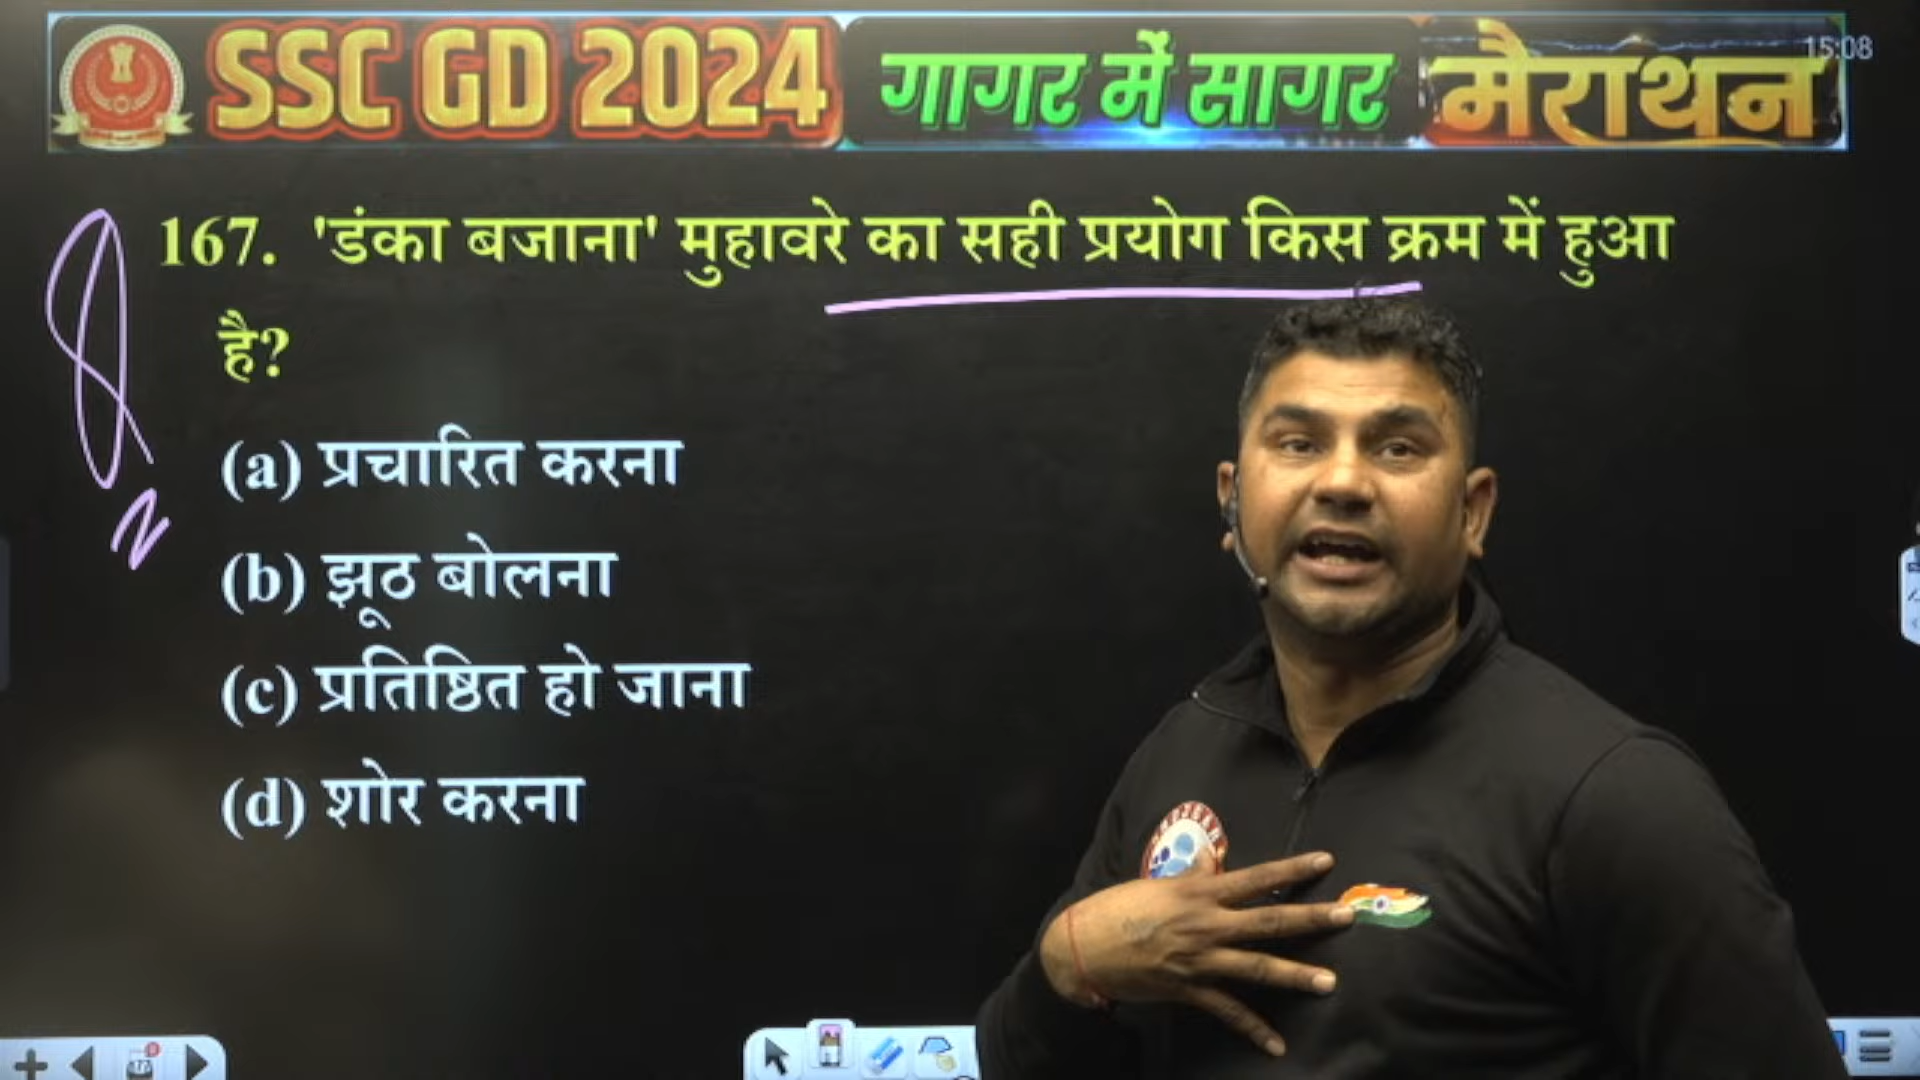 SSC GD 2024 गागर में सागर मैराथन
15:08
167. 'डंका बजाना' मुहावरे का सही प्रयोग किस क्रम में हुआ
है?
(a) प्रचारित करना
(b) झूठ बोलना
(c) प्रतिष्ठित हो जाना
(d) शोर करना